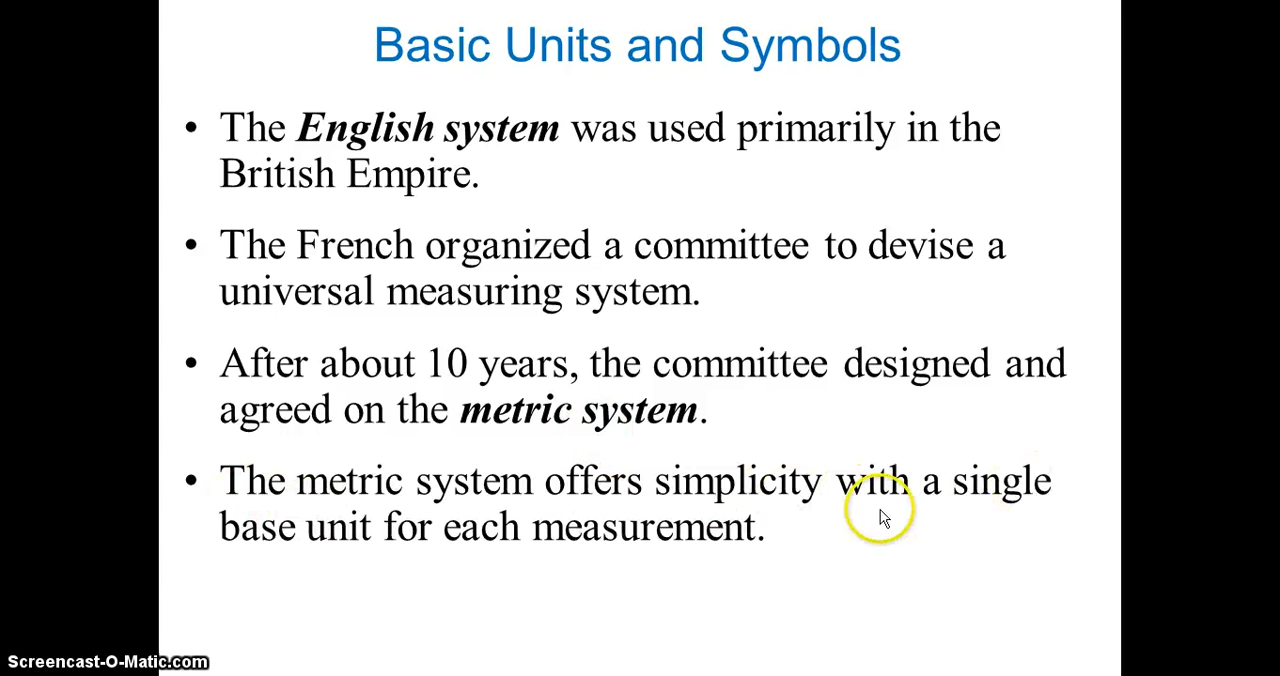 Basic Units and Symbols
• The English system was used primarily in the
British Empire.
• The French organized a committee to devise a
universal measuring system.
• After about 10 years, the committee designed and
agreed on the metric system.
• The metric system offers simplicity with a single
base unit for each measurement.
Screencast-O-Matic.com